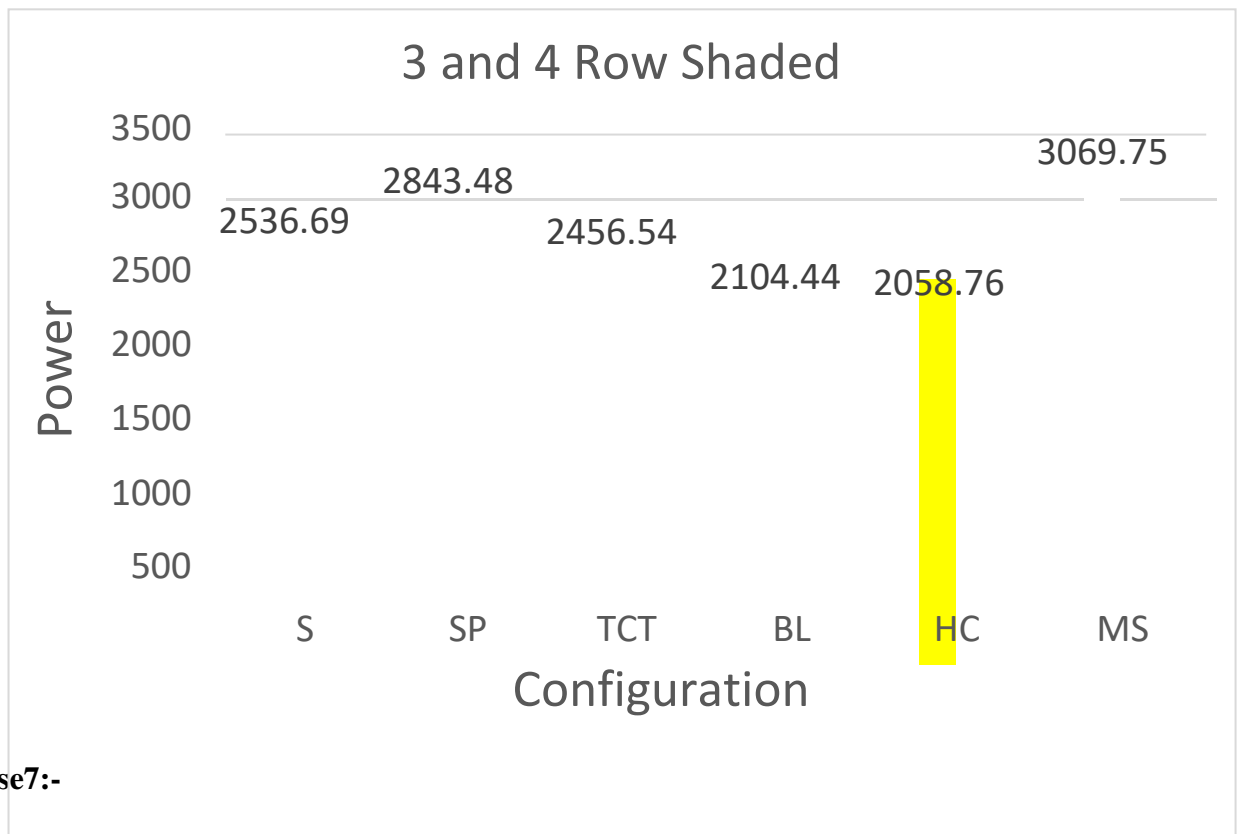 3 and 4 Row Shaded
3500
3069.75
2843.48
3000
2536.69
2456.54
2500
2104.44
2058.76
2000
1500
1000
500
Power
S SP TCT BL HC MS
Configuration
se7:-